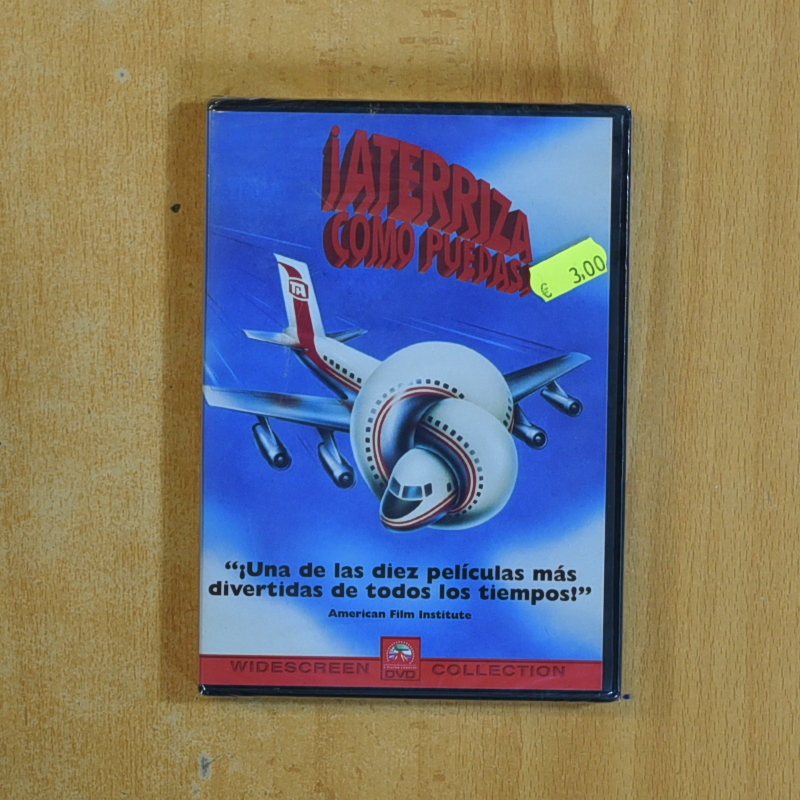 ¡ATERRIZA
COMO PUEDAS!
€ 3.00
TA
“¡Una de las diez películas más
divertidas de todos los tiempos!”
American Film Institute
WIDESCREEN DVD COLLECTION